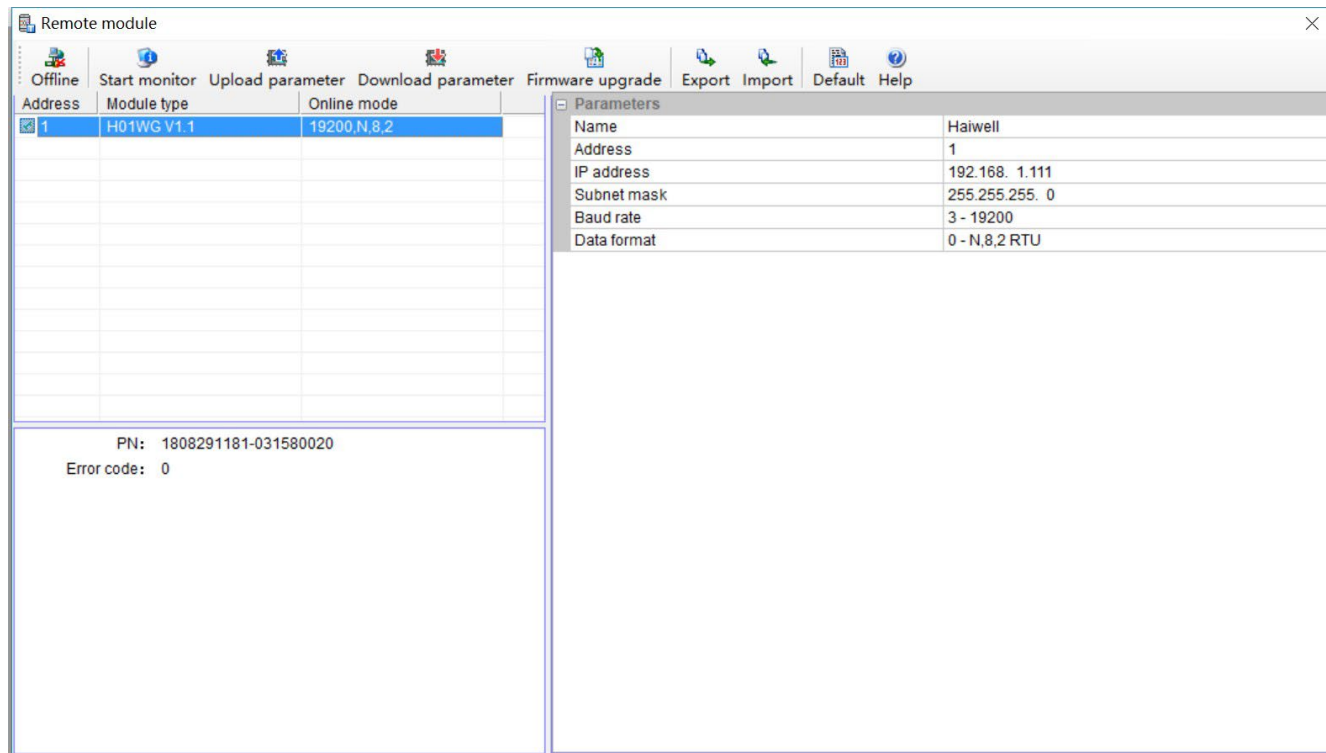 Remote module
Offline Start monitor Upload parameter Download parameter Firmware upgrade Export Import Default Help
Address Module type Online mode
1 H01WG V1.1 19200,N,8,2
PN: 1808291181-031580020
Error code: 0
Parameters
Name Haiwell
Address 1
IP address 192.168. 1.111
Subnet mask 255.255.255. 0
Baud rate 3 - 19200
Data format 0 - N,8,2 RTU